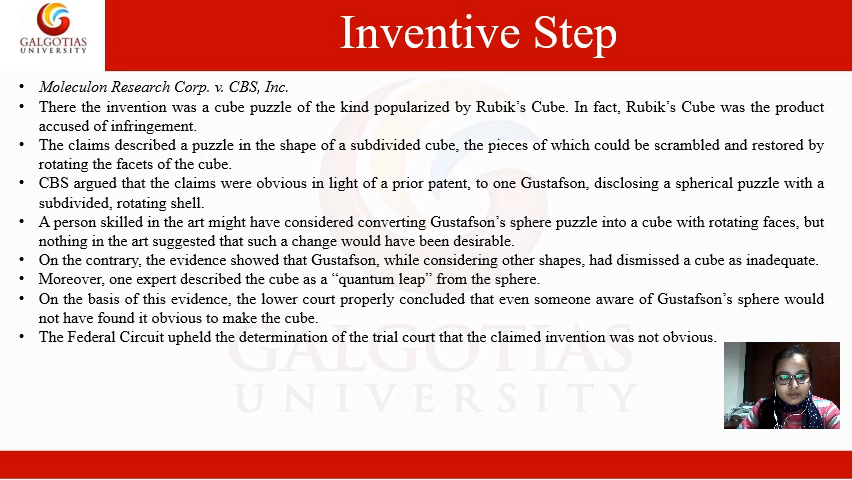 GALGOTIAS
UNIVERSITY
Inventive Step
• Moleculon Research Corp. v. CBS, Inc.
• There the invention was a cube puzzle of the kind popularized by Rubik's Cube. In fact, Rubik's Cube was the product
accused of infringement.
• The claims described a puzzle in the shape of a subdivided cube, the pieces of which could be scrambled and restored by
rotating the facets of the cube.
• CBS argued that the claims were obvious in light of a prior patent, to one Gustafson, disclosing a spherical puzzle with a
subdivided, rotating shell.
• A person skilled in the art might have considered converting Gustafson's sphere puzzle into a cube with rotating faces, but
nothing in the art suggested that such a change would have been desirable.
• On the contrary, the evidence showed that Gustafson, while considering other shapes, had dismissed a cube as inadequate.
• Moreover, one expert described the cube as a “quantum leap” from the sphere.
• On the basis of this evidence, the lower court properly concluded that even someone aware of Gustafson's sphere would
not have found it obvious to make the cube.
• The Federal Circuit upheld the determination of the trial court that the claimed invention was not obvious.
GALGOTIAS
UNIVERSITY